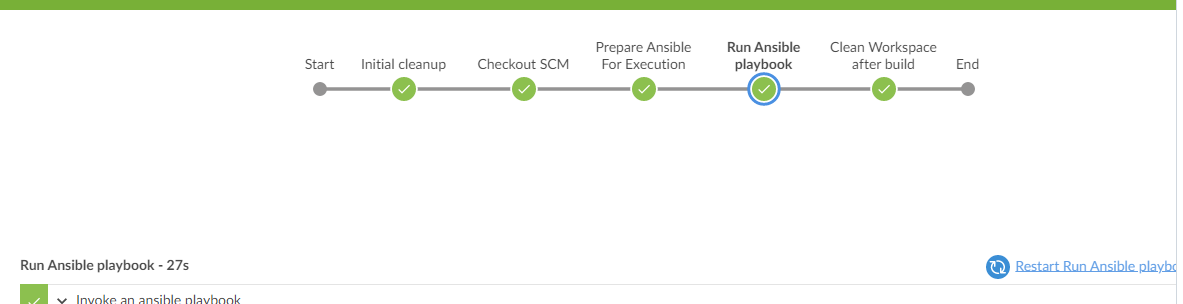 Start
Initial cleanup
Checkout SCM
Prepare Ansible
For Execution
Run Ansible
playbook
Clean Workspace
after build
End
Run Ansible playbook - 27s
Restart Run Ansible playbo
Invoke an ansible playbook